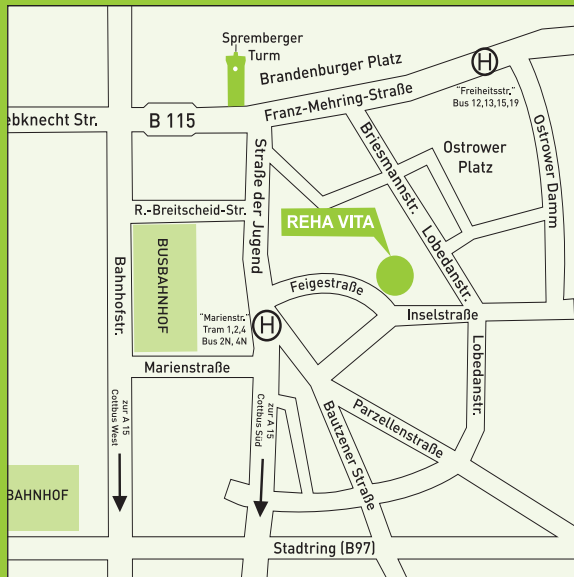 Spremberger
Turm
Brandenburger Platz
Franz-Mehring-Straße
"Freiheitsstr."
Bus 12,13,15,19
H
ebknecht Str.
B 115
Straße der Jugend
Briesmannstr.
Ostrower
Platz
Ostrower Damm
R.-Breitscheid-Str.
REHA VITA
Lobedanstr.
Bahnhofstr.
BUSBAHNHOF
Feigestraße
Inselstraße
"Marienstr."
Tram 1,2,4
Bus 2N, 4N
H
Marienstraße
Lobedanstr.
zur A 15
Cottbus West
zur A 15
Cottbus Süd
Bautzener Straße
Parzellenstraße
BAHNHOF
Stadtring (B97)